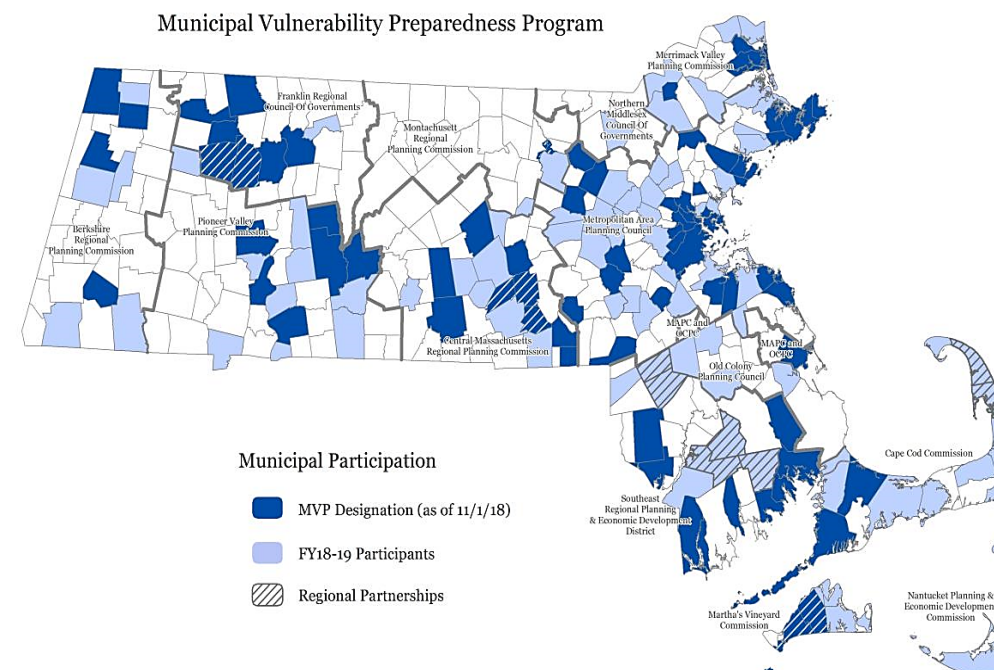 Municipal Vulnerability Preparedness Program
Merrimack Valley
Planning Commission
Franklin Regional
Council Of Governments
Northern
Middlesex
Council Of
Governments
Montachusett
Regional
Planning Commission
Berkshire
Regional
Planning Commission
Pioneer Valley
Planning Commission
Metropolitan Area
Planning Council
Central Massachusetts
Regional Planning Commission
MAPC and
OCPC
MAPC and
OCPC
Old Colony
Planning Council
Cape Cod Commission
Southeast
Regional Planning
& Economic Development
District
Martha's Vineyard
Commission
Nantucket Planning &
Economic Developmen
Commission
Municipal Participation
MVP Designation (as of 11/1/18)
FY18-19 Participants
Regional Partnerships